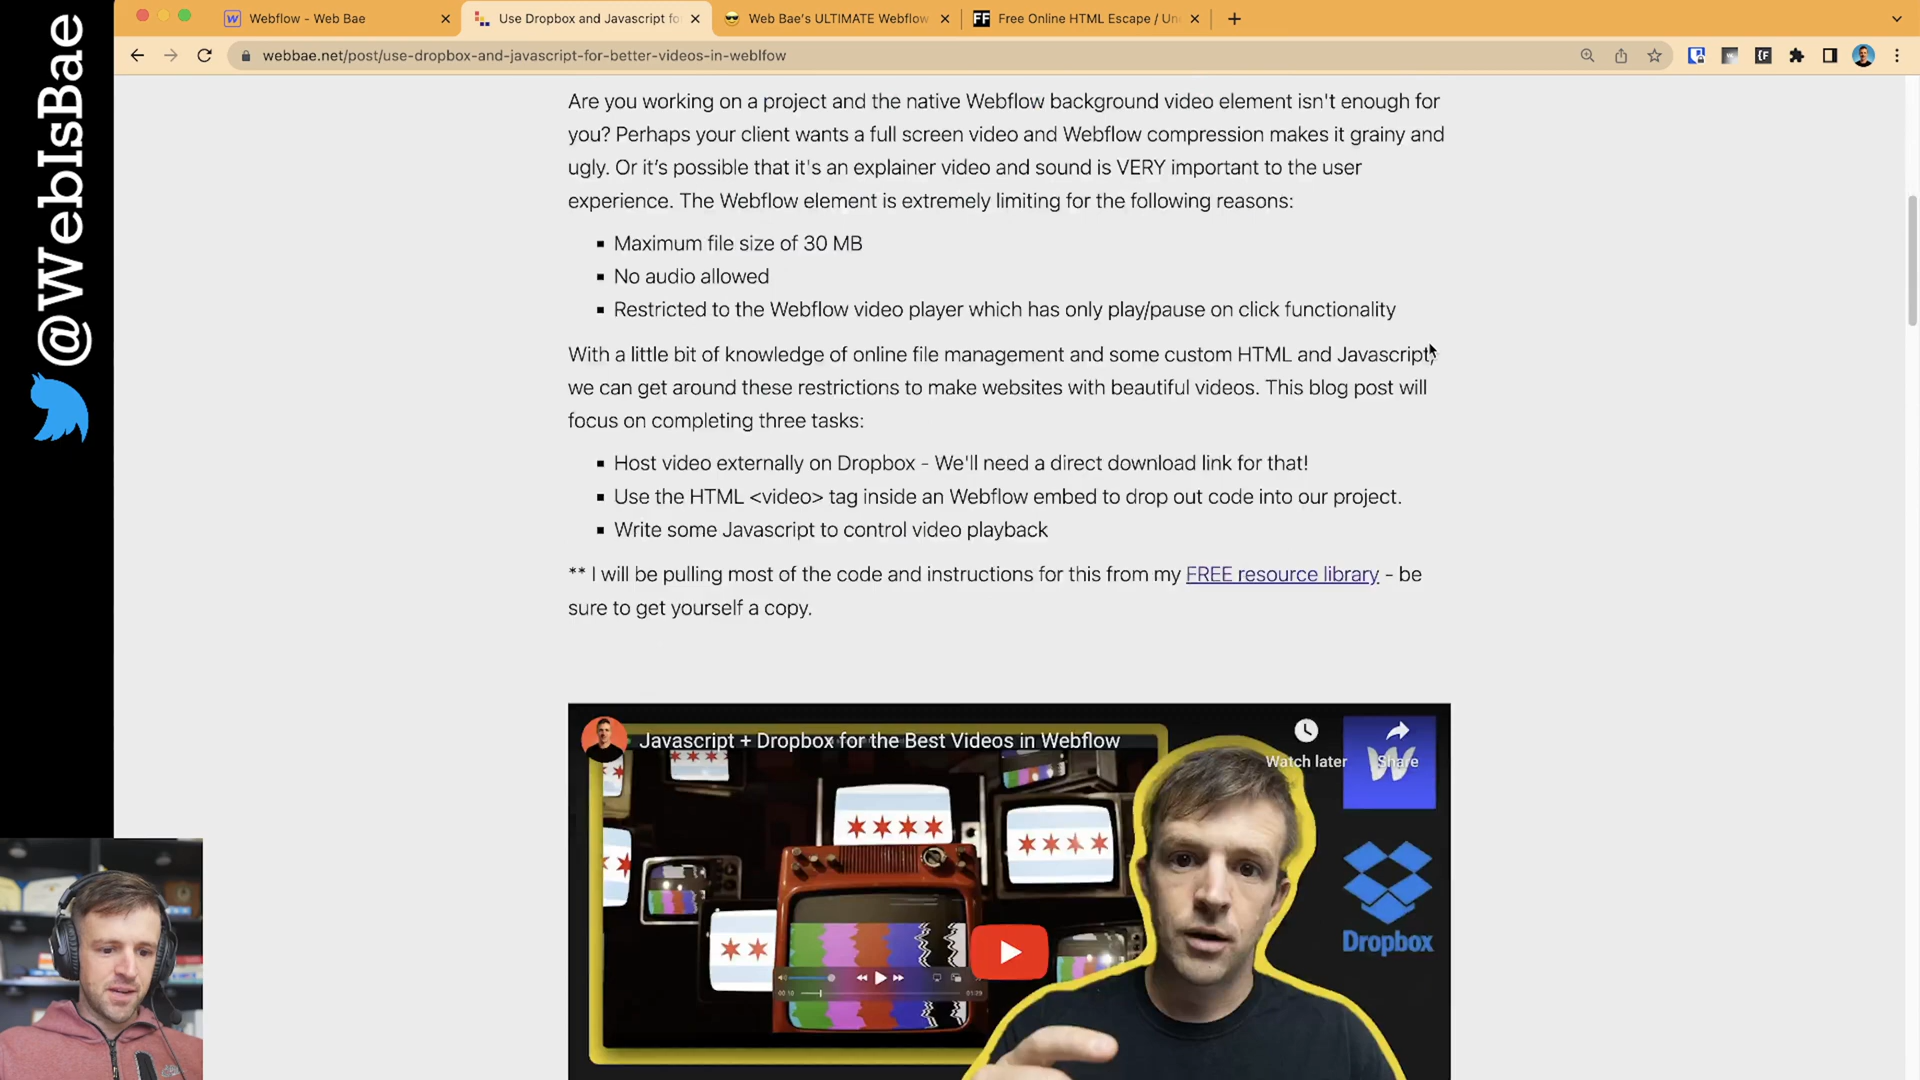 @WebIsBae
Webflow - Web Bae
Use Dropbox and Javascript fo
Web Bae's ULTIMATE Webflow
FF
Free Online HTML Escape / Un
webbae.net/post/use-dropbox-and-javascript-for-better-videos-in-weblfow
Are you working on a project and the native Webflow background video element isn't enough for
you? Perhaps your client wants a full screen video and Webflow compression makes it grainy and
ugly. Or it’s possible that it's an explainer video and sound is VERY important to the user
experience. The Webflow element is extremely limiting for the following reasons:
▪ Maximum file size of 30 MB
▪ No audio allowed
▪ Restricted to the Webflow video player which has only play/pause on click functionality
With a little bit of knowledge of online file management and some custom HTML and Javascript,
we can get around these restrictions to make websites with beautiful videos. This blog post will
focus on completing three tasks:
▪ Host video externally on Dropbox - We'll need a direct download link for that!
▪ Use the HTML <video> tag inside an Webflow embed to drop out code into our project.
▪ Write some Javascript to control video playback
** I will be pulling most of the code and instructions for this from my FREE resource library - be
sure to get yourself a copy.
Javascript + Dropbox for the Best Videos in Webflow
Watch later
Share
Dropbox
00:10
01:29